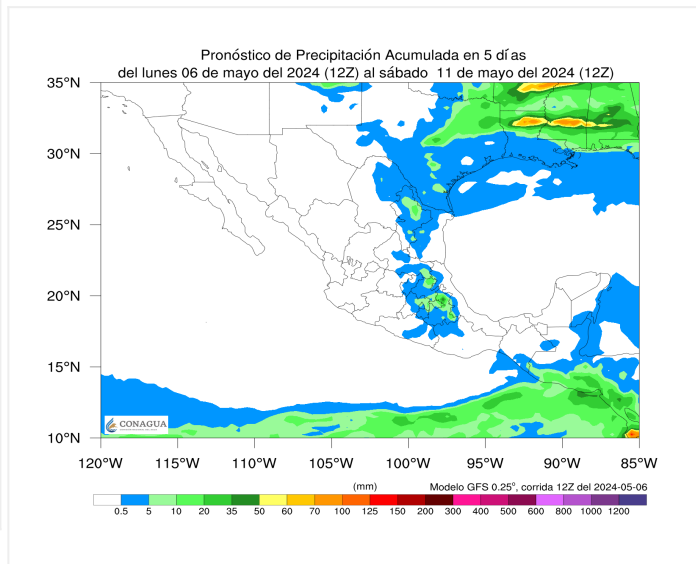 Pronóstico de Precipitación Acumulada en 5 dí as
del lunes 06 de mayo del 2024 (12Z) al sábado 11 de mayo del 2024 (12Z)
35°N
30°N
25°N
20°N
15°N
10°N
CONAGUA
120°W 115°W 110°W 105°W 100°W 95°W 90°W 85°W
(mm) Modelo GFS 0.25°, corrida 12Z del 2024-05-06
0.5 5 10 20 35 50 60 70 100 125 150 200 300 400 500 600 800 1000 1200